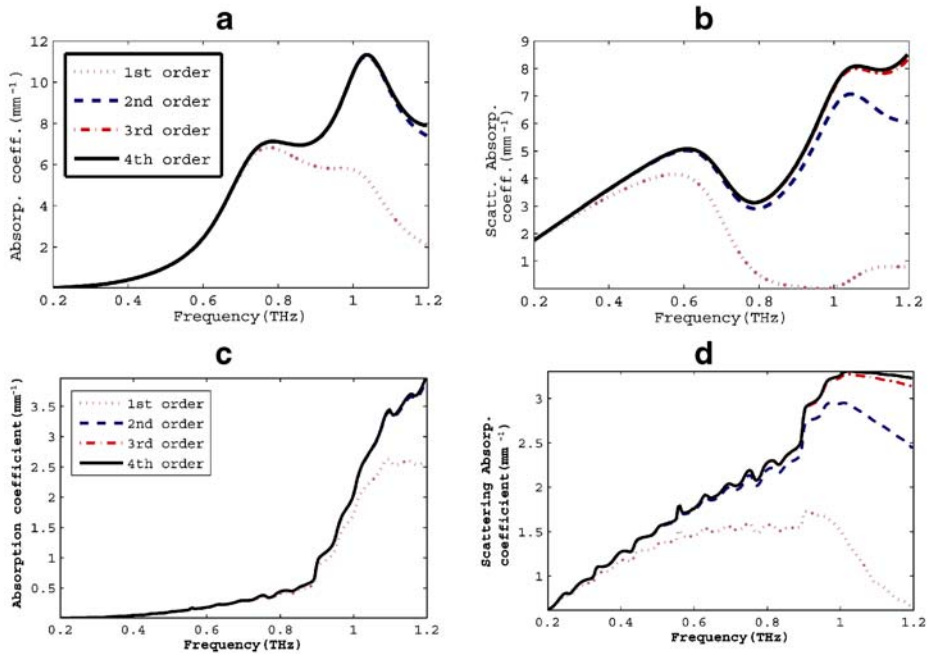 a
12
10
8
6
4
2
0.2 0.4 0.6 0.8 1 1.2
Absorp. coeff.(mm⁻¹)
Frequency(THz)
1st order
2nd order
3rd order
4th order
b
9
8
7
6
5
4
3
2
1
0.2 0.4 0.6 0.8 1 1.2
Scatt. Absorp.
coeff.(mm⁻¹)
Frequency(THz)
c
3.5
3
2.5
2
1.5
1
0.5
0.2 0.4 0.6 0.8 1 1.2
Absorption coefficient(mm⁻¹)
Frequency(THz)
1st order
2nd order
3rd order
4th order
d
3
2.5
2
1.5
1
0.2 0.4 0.6 0.8 1 1.2
Scattering Absorp.
coefficient(mm⁻¹)
Frequency(THz)